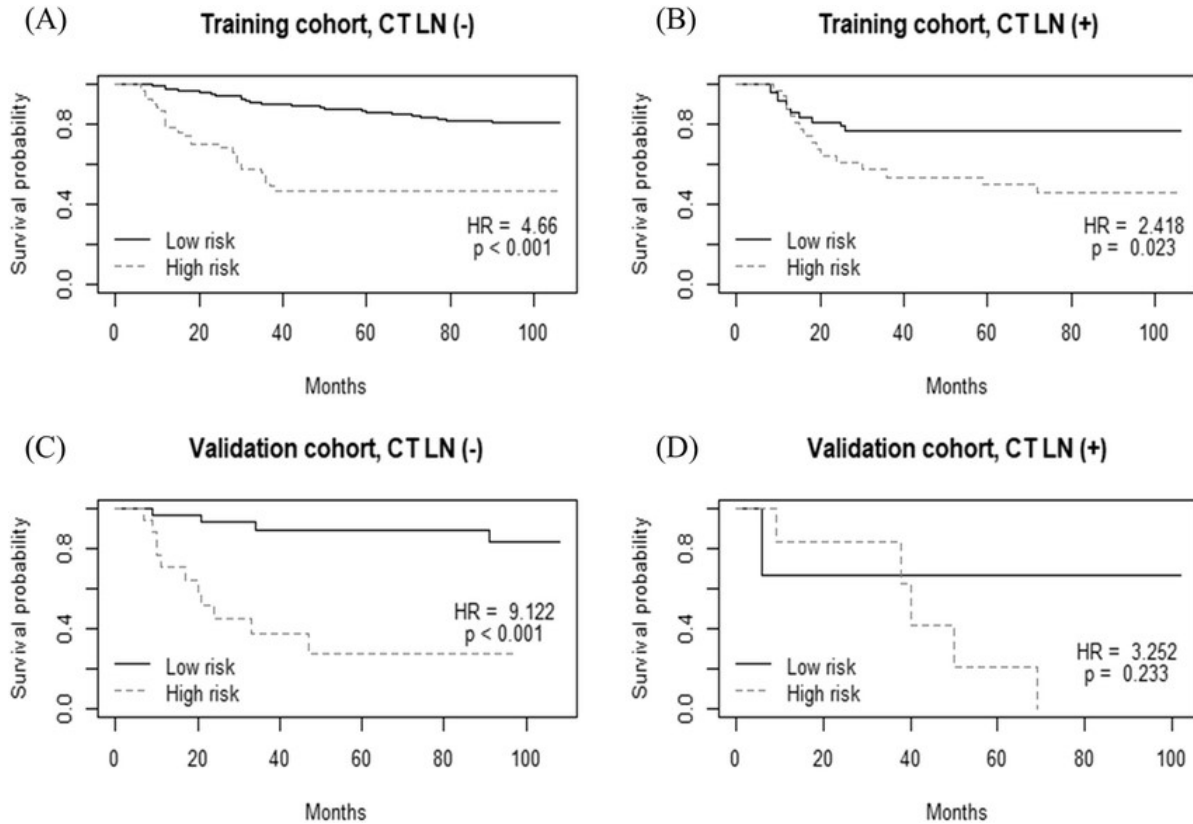 (A) Training cohort, CT LN (-)
Survival probability
0.0 0.4 0.8
HR = 4.66
p < 0.001
Low risk
High risk
0 20 40 60 80 100
Months
(B) Training cohort, CT LN (+)
Survival probability
0.0 0.4 0.8
HR = 2.418
p = 0.023
Low risk
High risk
0 20 40 60 80 100
Months
(C) Validation cohort, CT LN (-)
Survival probability
0.0 0.4 0.8
HR = 9.122
p < 0.001
Low risk
High risk
0 20 40 60 80 100
Months
(D) Validation cohort, CT LN (+)
Survival probability
0.0 0.4 0.8
HR = 3.252
p = 0.233
Low risk
High risk
0 20 40 60 80 100
Months